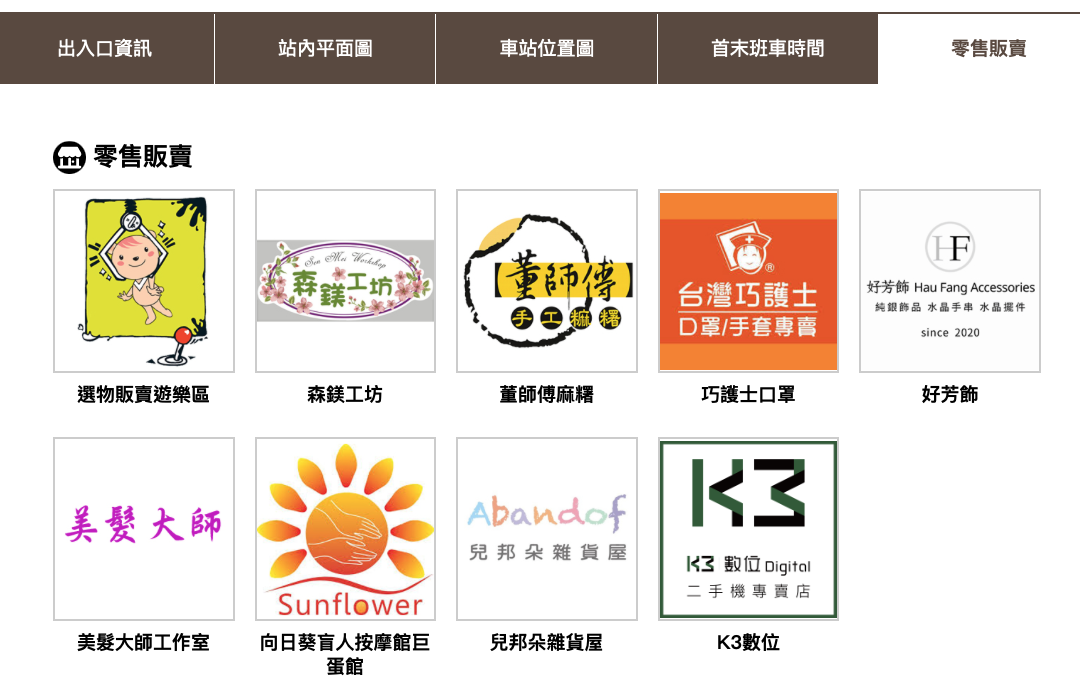 出入口資訊
站內平面圖
車站位置圖
首末班車時間
零售販賣
零售販賣
選物販賣遊樂區
Sen Mei Workshop
森鎂工坊
森鎂工坊
董師傅
手工麻糬
董師傅麻糬
®
台灣巧護士
口罩/手套專賣
巧護士口罩
HF
好芳飾 Hau Fang Accessories
純銀飾品 水晶手串 水晶擺件
since 2020
好芳飾
美髮大師
美髮大師工作室
Sunflower
向日葵盲人按摩館巨
蛋館
Abandof
兒邦朵雜貨屋
兒邦朵雜貨屋
K3
K3 數位 Digital
二手機專賣店
K3數位